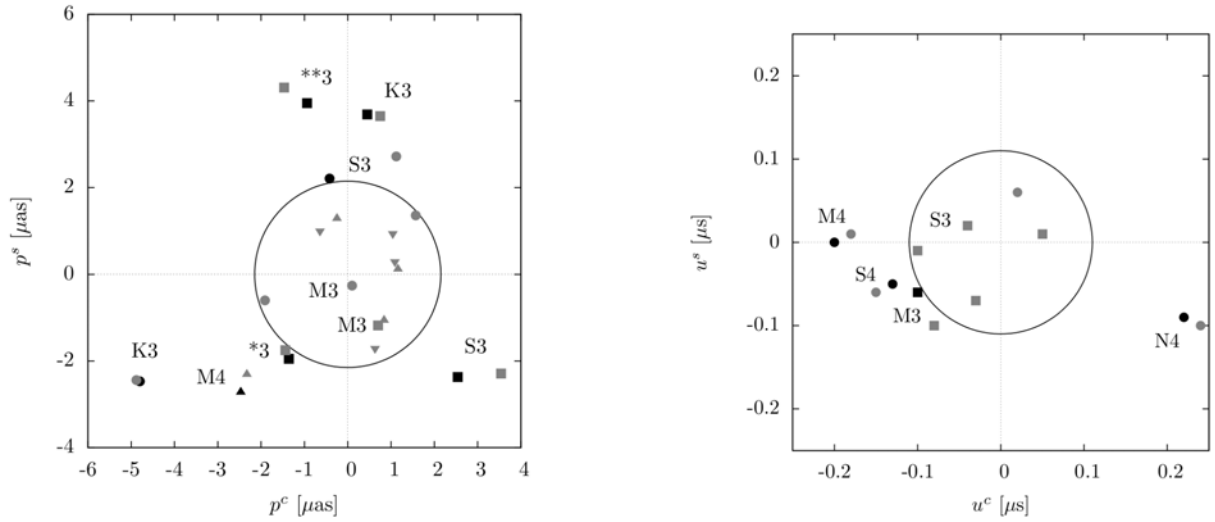 6
4
2
0
-2
-4
-6 -5 -4 -3 -2 -1 0 1 2 3 4
p^s [μas]
p^c [μas]
**3
K3
S3
M3
M3
*3
S3
K3
M4
0.2
0.1
0
-0.1
-0.2
-0.2 -0.1 0 0.1 0.2
u^s [μs]
u^c [μs]
M4
S3
S4
M3
N4